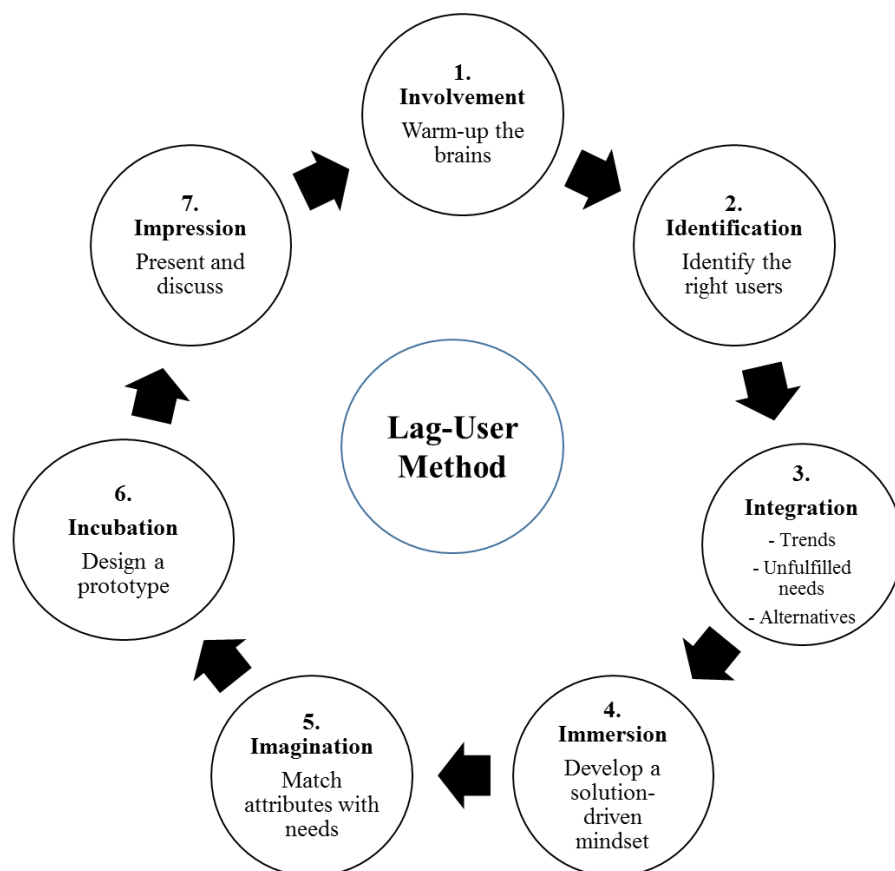 1.
Involvement
Warm-up the
brains
2.
Identification
Identify the
right users
3.
Integration
- Trends
- Unfulfilled
needs
- Alternatives
4.
Immersion
Develop a
solution-
driven
mindset
5.
Imagination
Match
attributes with
needs
6.
Incubation
Design a
prototype
7.
Impression
Present and
discuss
Lag-User
Method